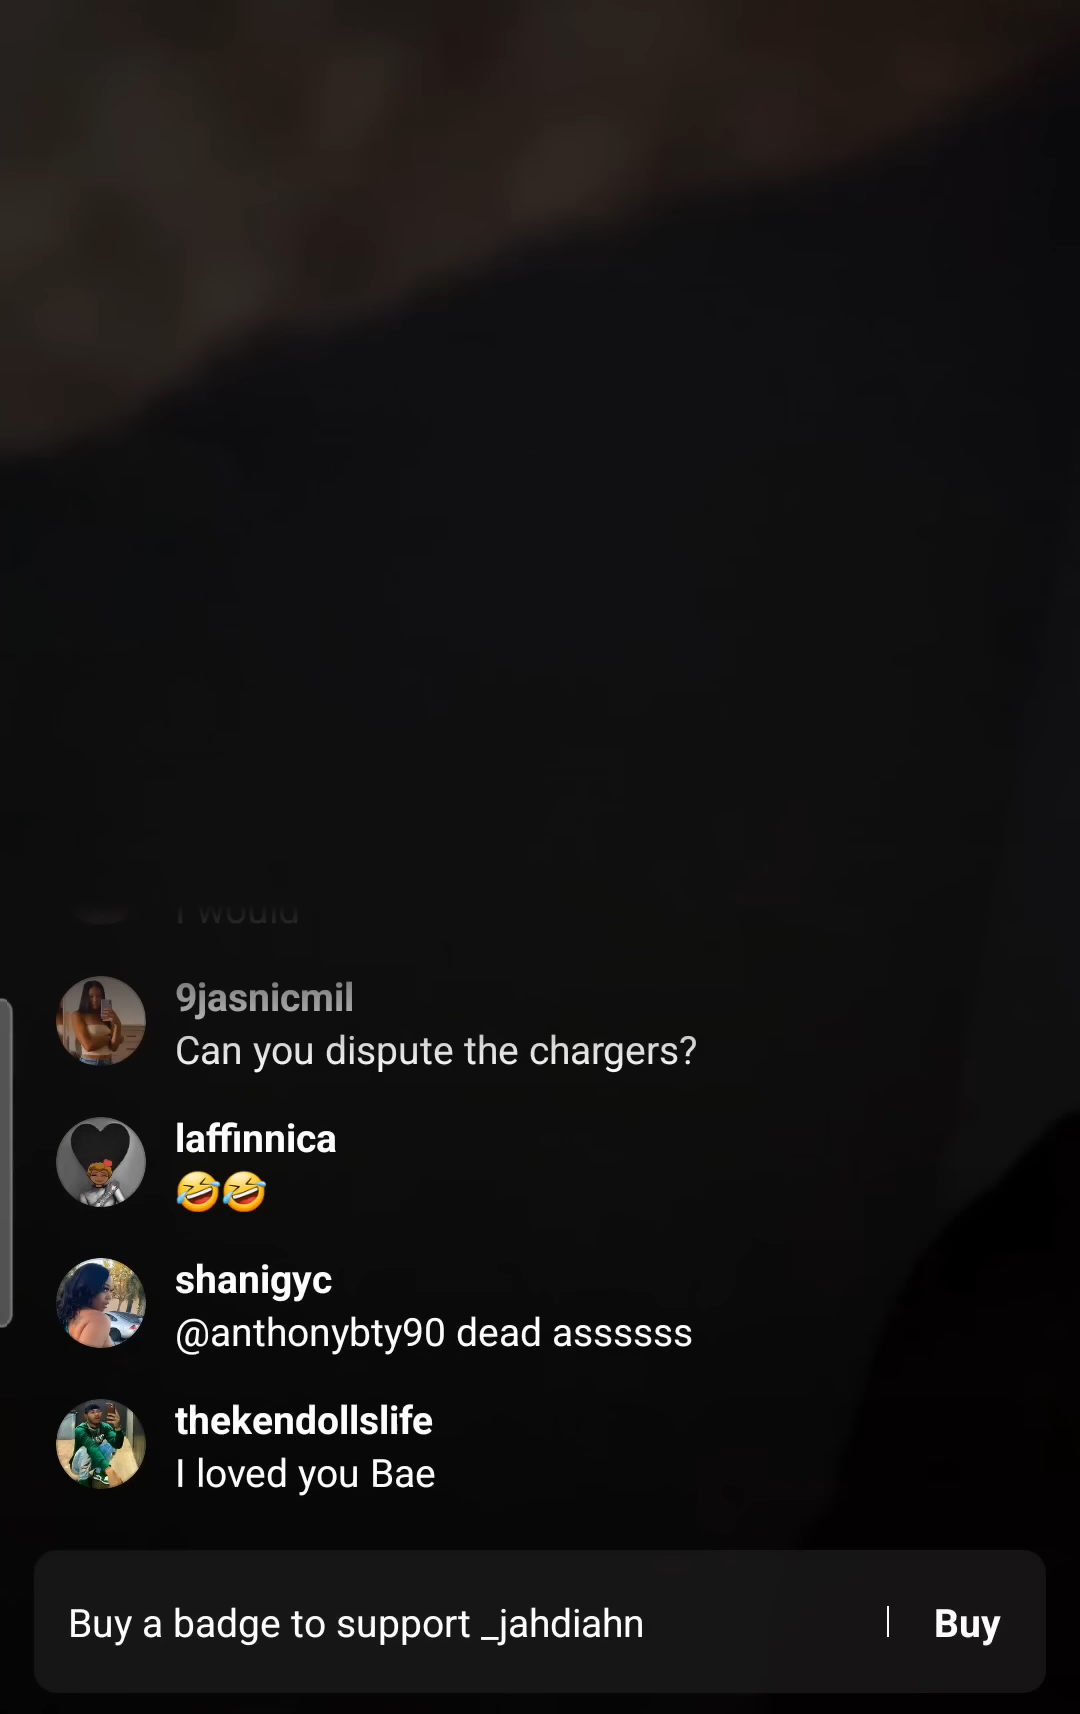 I would
9jasnicmil
Can you dispute the chargers?
laffinnica
🤣🤣
shanigyc
@anthonybty90 dead assssss
thekendollslife
I loved you Bae
Buy a badge to support _jahdiahn | Buy